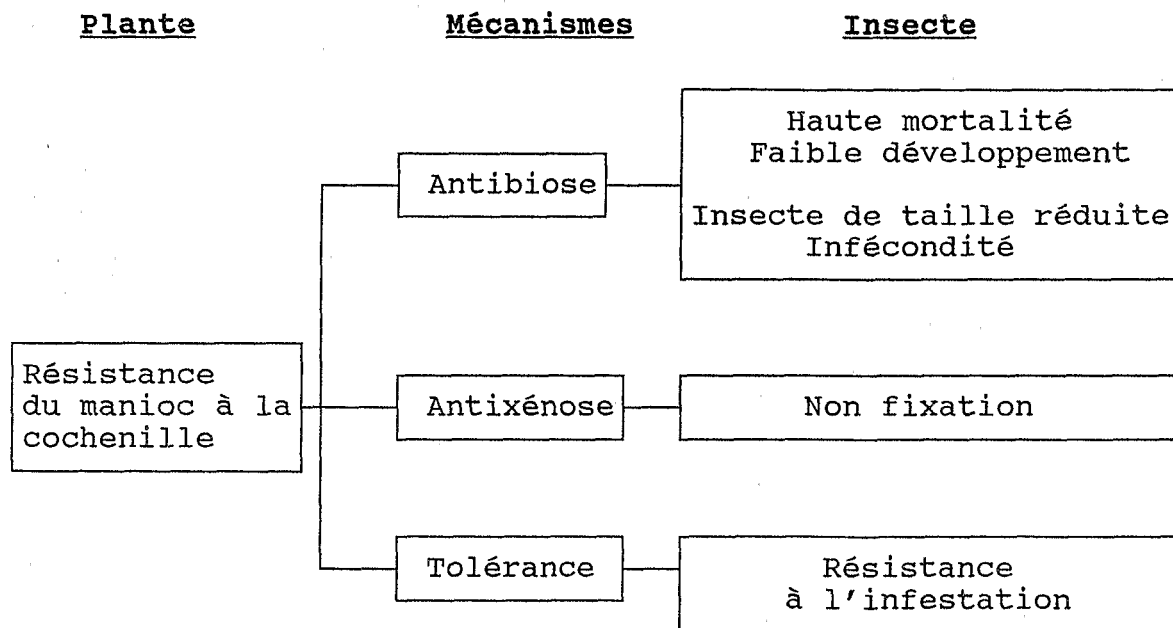 Plante Mécanismes Insecte
Haute mortalité
Faible développement
Antibiose
Insecte de taille réduite
Infécondité
Résistance
du manioc à la
cochenille
Antixénose
Non fixation
Tolérance
Résistance
à l'infestation